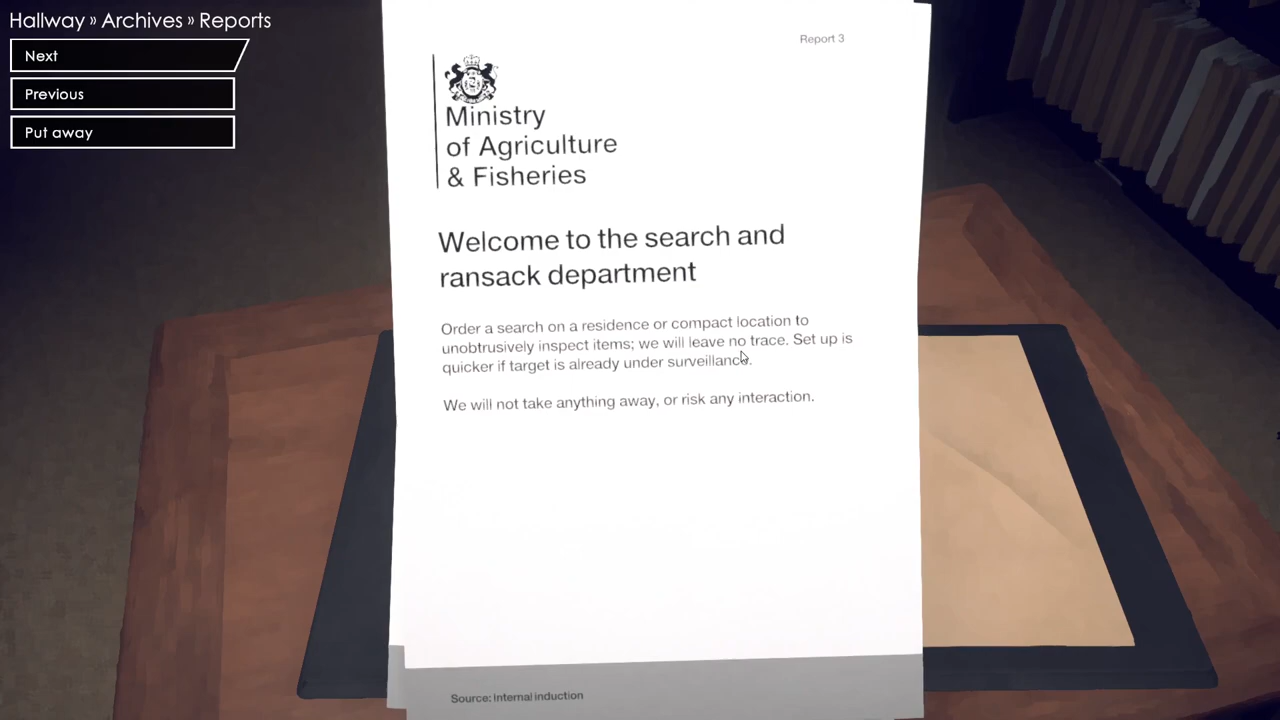 Hallway » Archives » Reports
Next
Previous
Put away
Report 3
Ministry
of Agriculture
& Fisheries
Welcome to the search and
ransack department
Order a search on a residence or compact location to
unobtrusively inspect items; we will leave no trace. Set up is
quicker if target is already under surveillance.
We will not take anything away, or risk any interaction.
Source: Internal induction